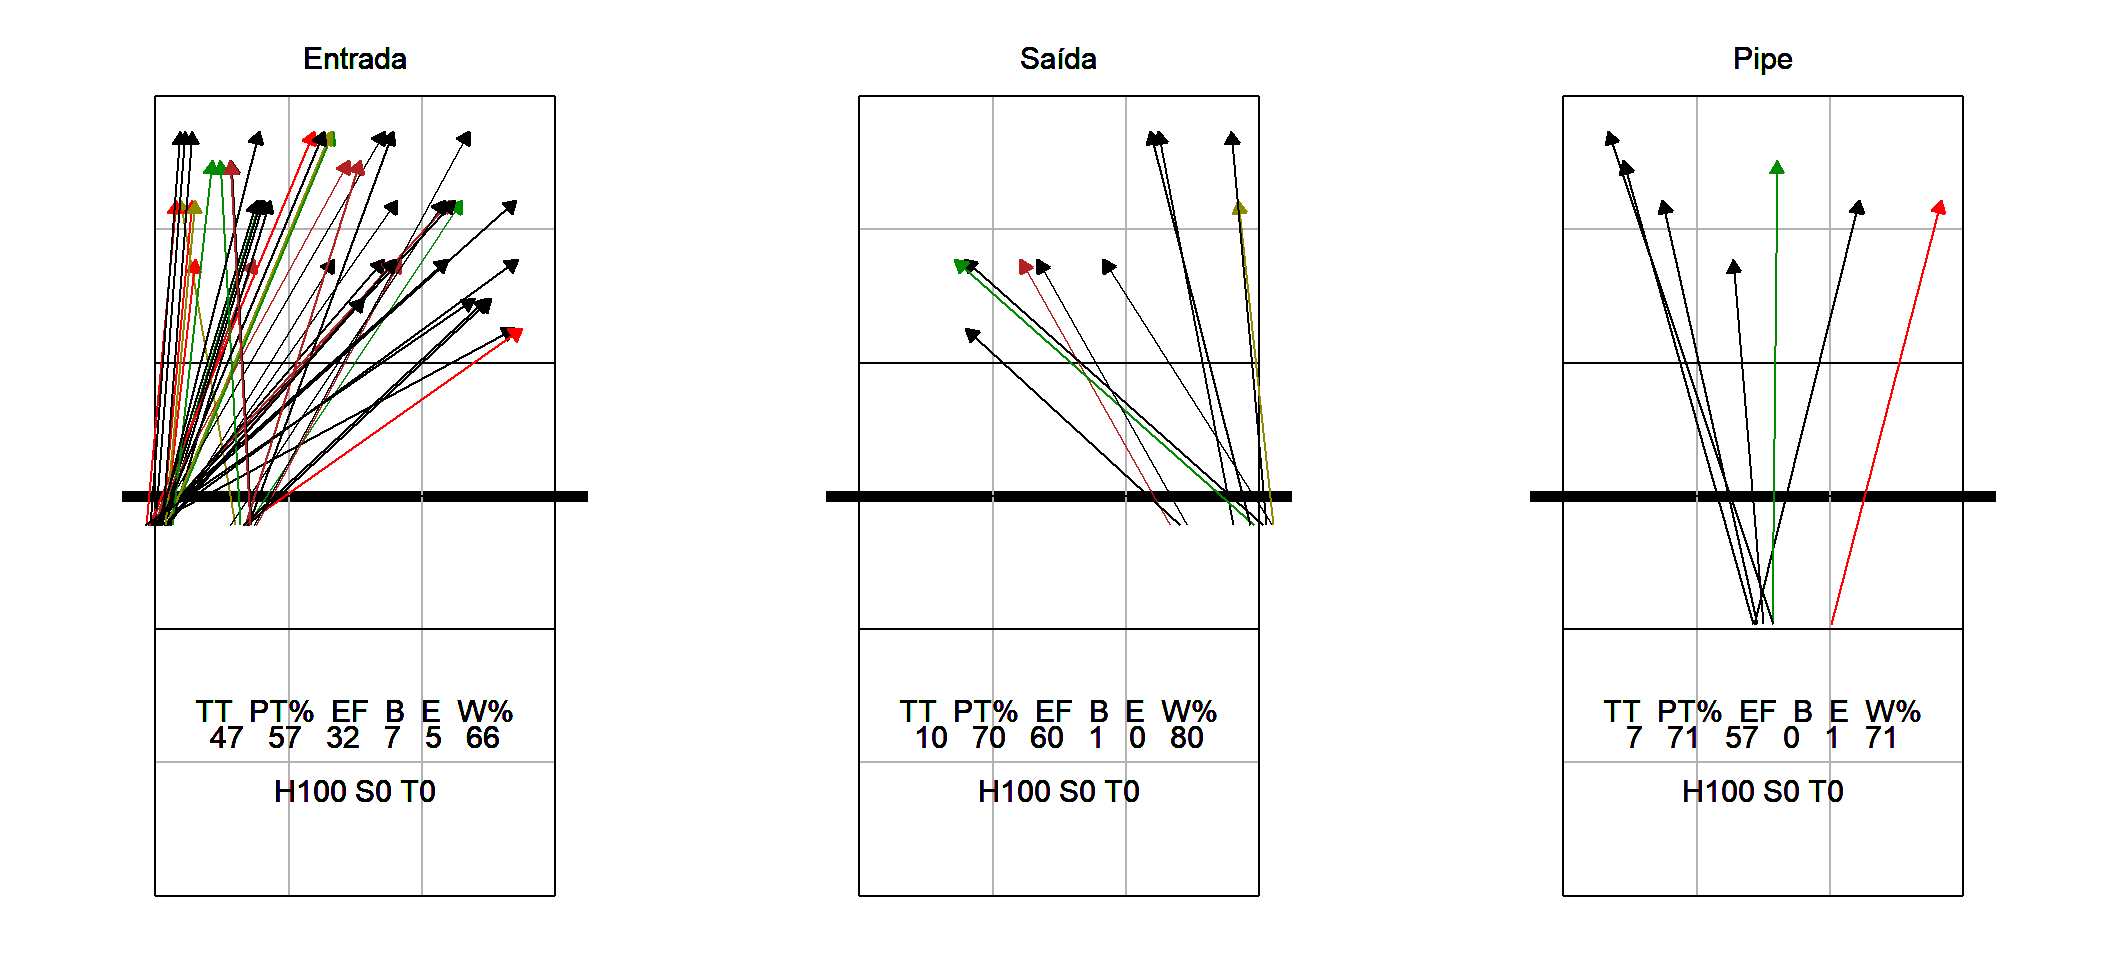 Entrada
TT PT% EF B E W%
47 57 32 7 5 66
H100 S0 T0
Saída
TT PT% EF B E W%
10 70 60 1 0 80
H100 S0 T0
Pipe
TT PT% EF B E W%
7 71 57 0 1 71
H100 S0 T0